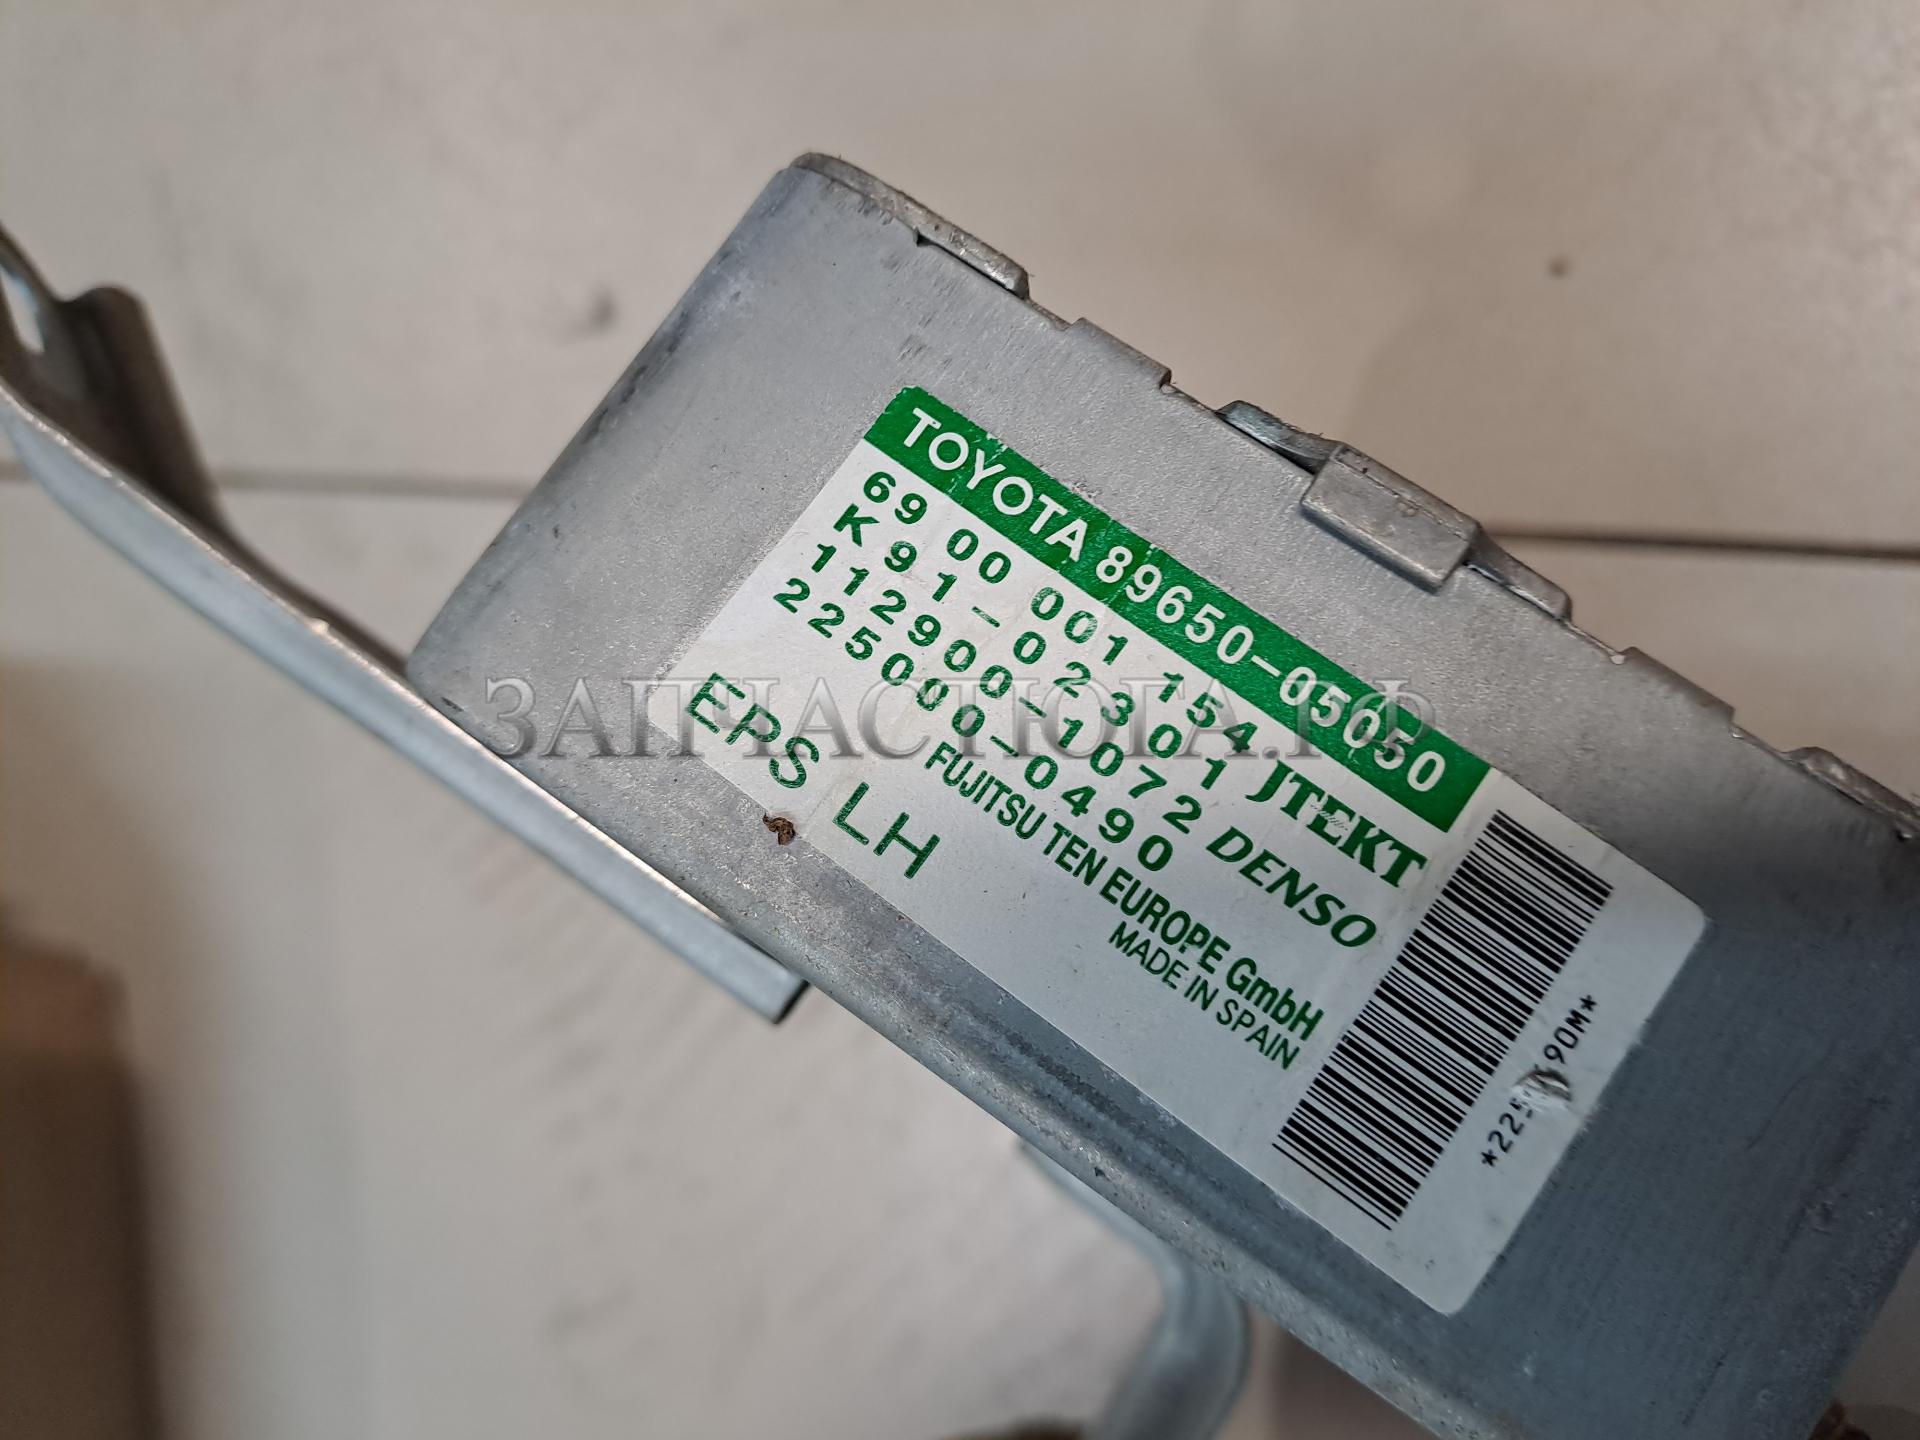 TOYOTA 89650-05050
69 00 001 154 JTEKT
K91-02301
112900-1072 DENSO
225000-0490
FUJITSU TEN EUROPE GmbH
MADE IN SPAIN
EPS LH
ЗАПЧАСТЮГА.РФ